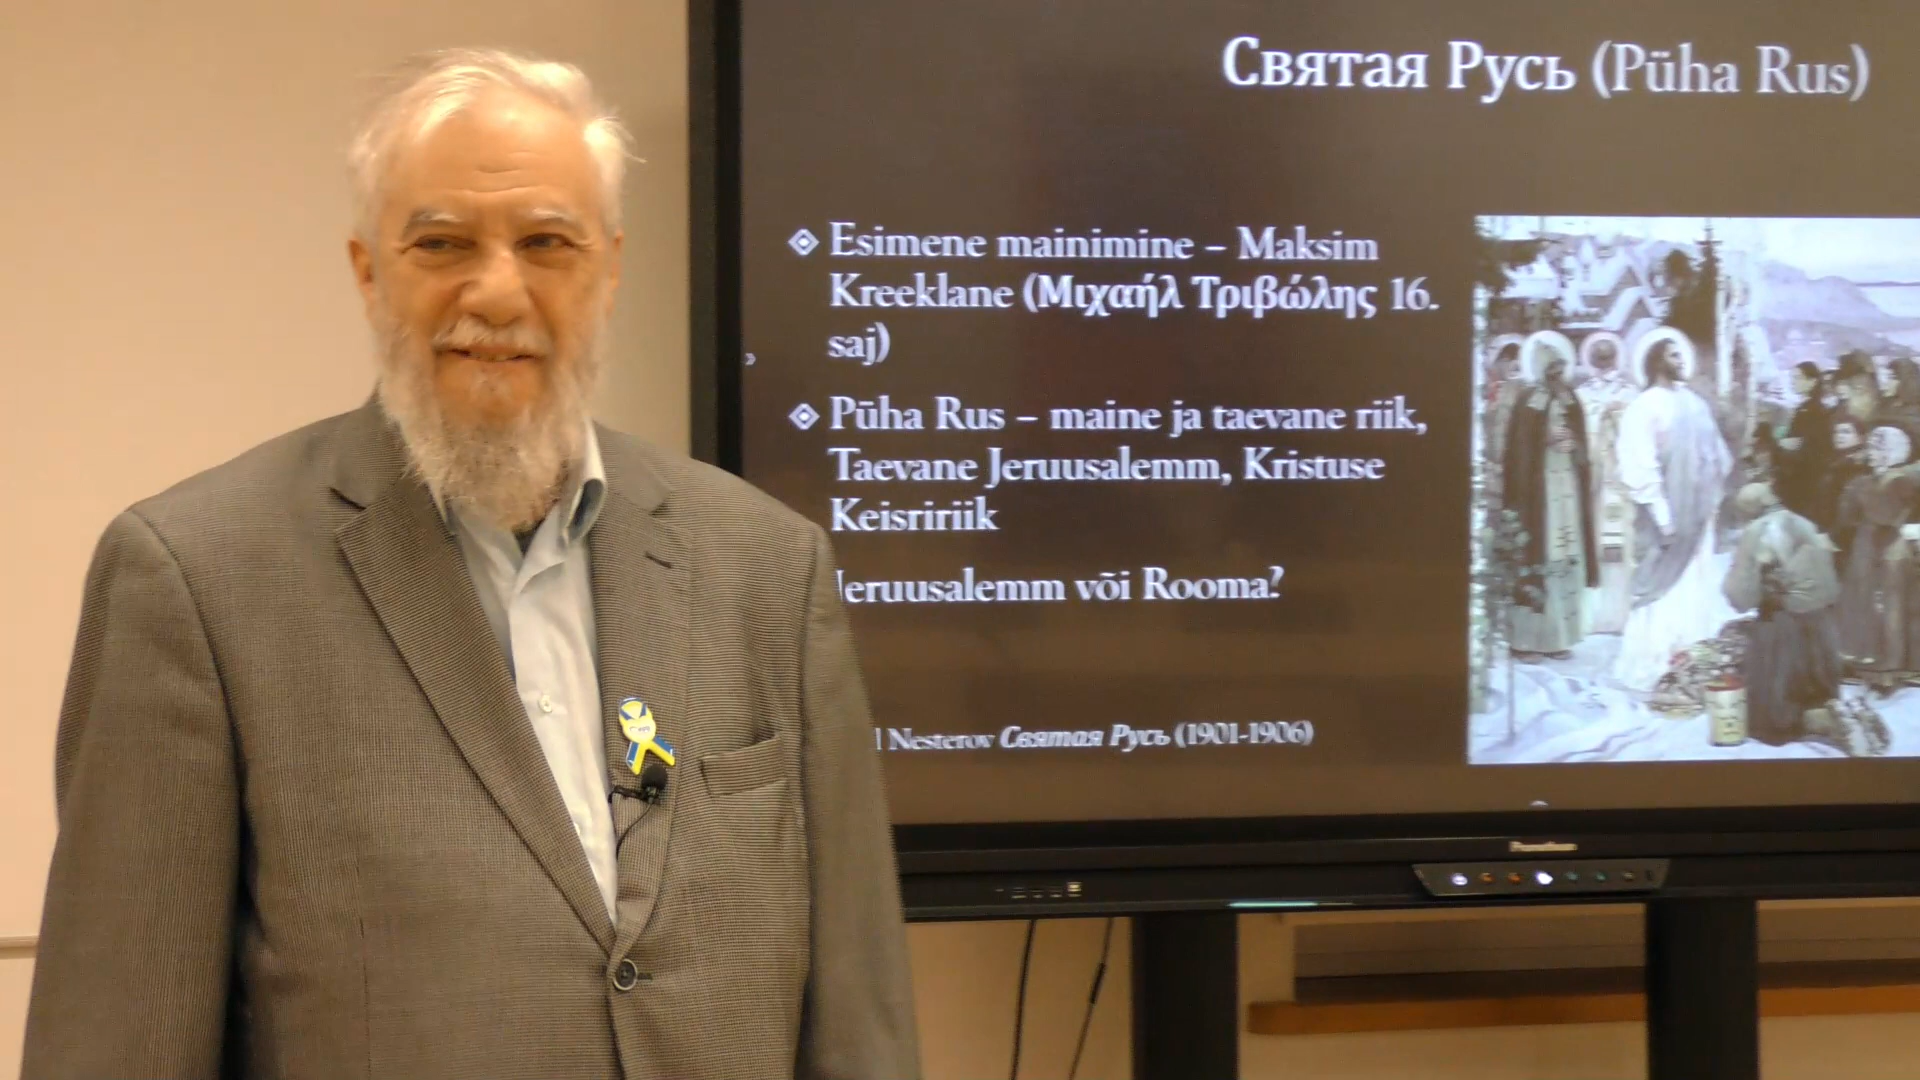 Святая Русь (Püha Rus)
Esimene mainimine – Maksim
Kreeklane (Μιχαήλ Τριβώλης 16.
saj)
Püha Rus – maine ja taevane riik,
Taevane Jeruusalemm, Kristuse
Keisririik
Jeruusalemm või Rooma?
Nesterov Святая Русь (1901-1906)
Promethean